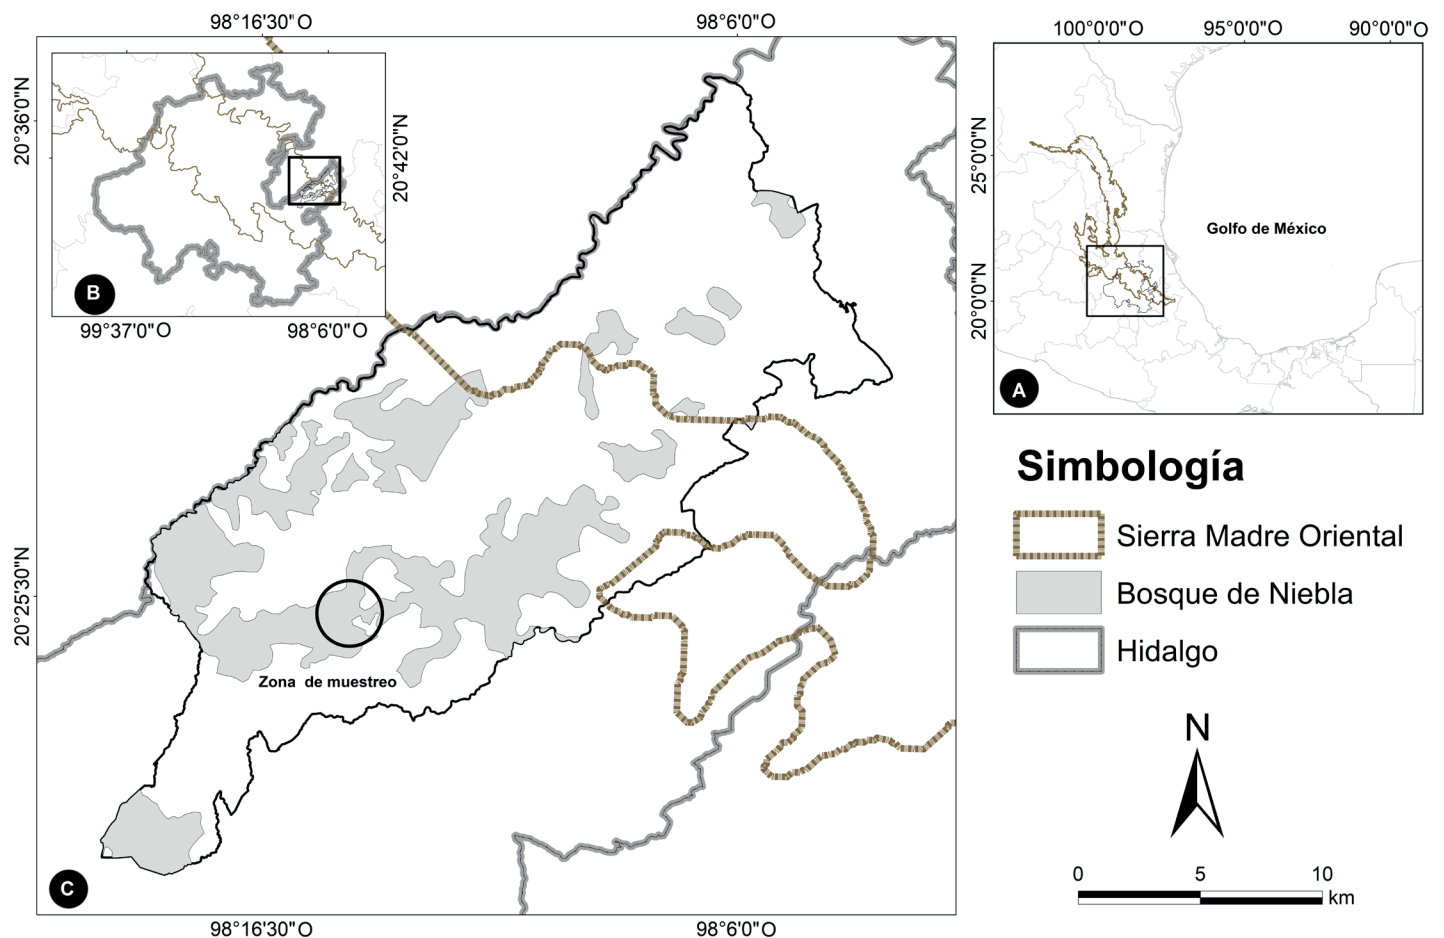 98°16'30"O
98°6'0"O
100°0'0"O
95°0'0"O
90°0'0"O
20°36'0"N
20°42'0"N
25°0'0"N
Golfo de México
B
99°37'0"O
98°6'0"O
20°0'0"N
A
Simbología
Sierra Madre Oriental
Bosque de Niebla
Hidalgo
20°25'30"N
Zona de muestreo
N
0
5
10
km
C
98°16'30"O
98°6'0"O